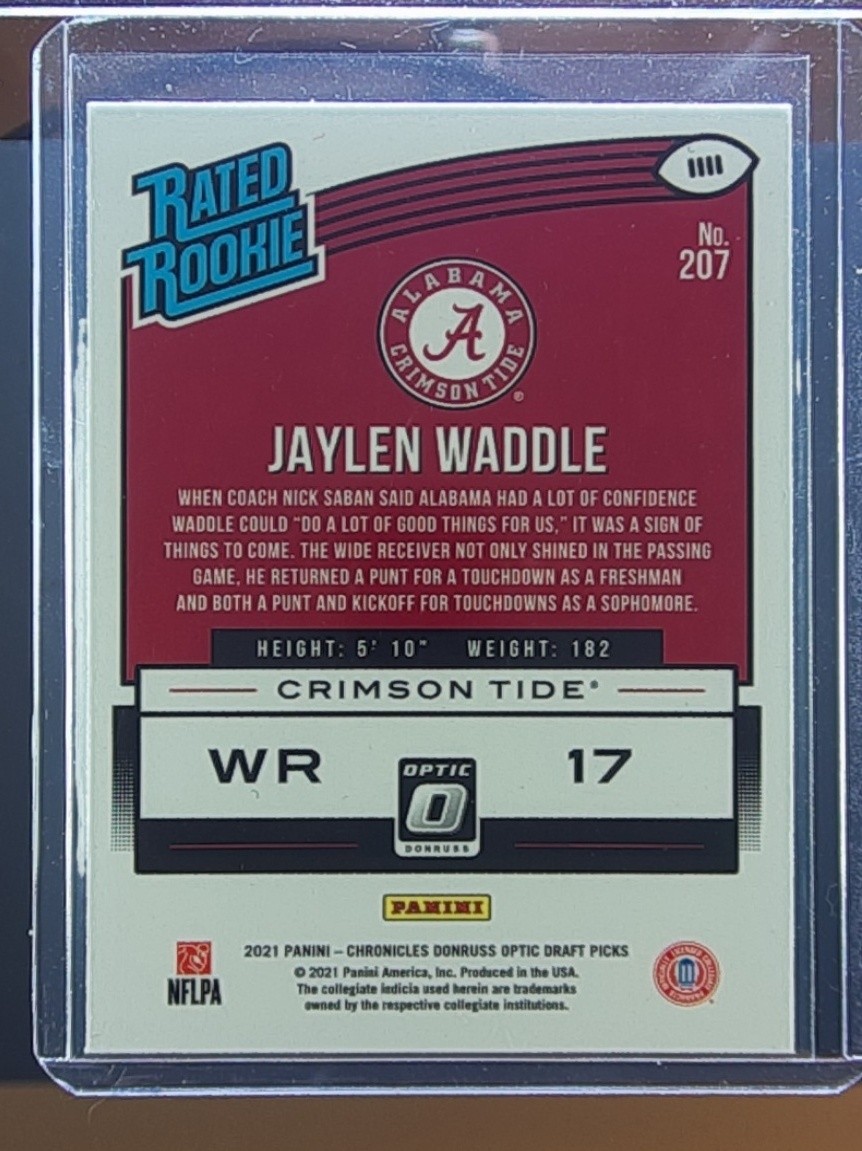 RATED
ROOKIE
No.
207
ALABAMA
A
CRIMSON TIDE®
JAYLEN WADDLE
WHEN COACH NICK SABAN SAID ALABAMA HAD A LOT OF CONFIDENCE
WADDLE COULD “DO A LOT OF GOOD THINGS FOR US,” IT WAS A SIGN OF
THINGS TO COME. THE WIDE RECEIVER NOT ONLY SHINED IN THE PASSING
GAME, HE RETURNED A PUNT FOR A TOUCHDOWN AS A FRESHMAN
AND BOTH A PUNT AND KICKOFF FOR TOUCHDOWNS AS A SOPHOMORE.
HEIGHT: 5' 10" WEIGHT: 182
CRIMSON TIDE®
WR 17
OPTIC
O
DONRUSS
PANINI
2021 PANINI – CHRONICLES DONRUSS OPTIC DRAFT PICKS
© 2021 Panini America, Inc. Produced in the USA.
The collegiate indicia used herein are trademarks
owned by the respective collegiate institutions.
NFLPA
OFFICIALLY LICENSED COLLEGIATE PRODUCTS